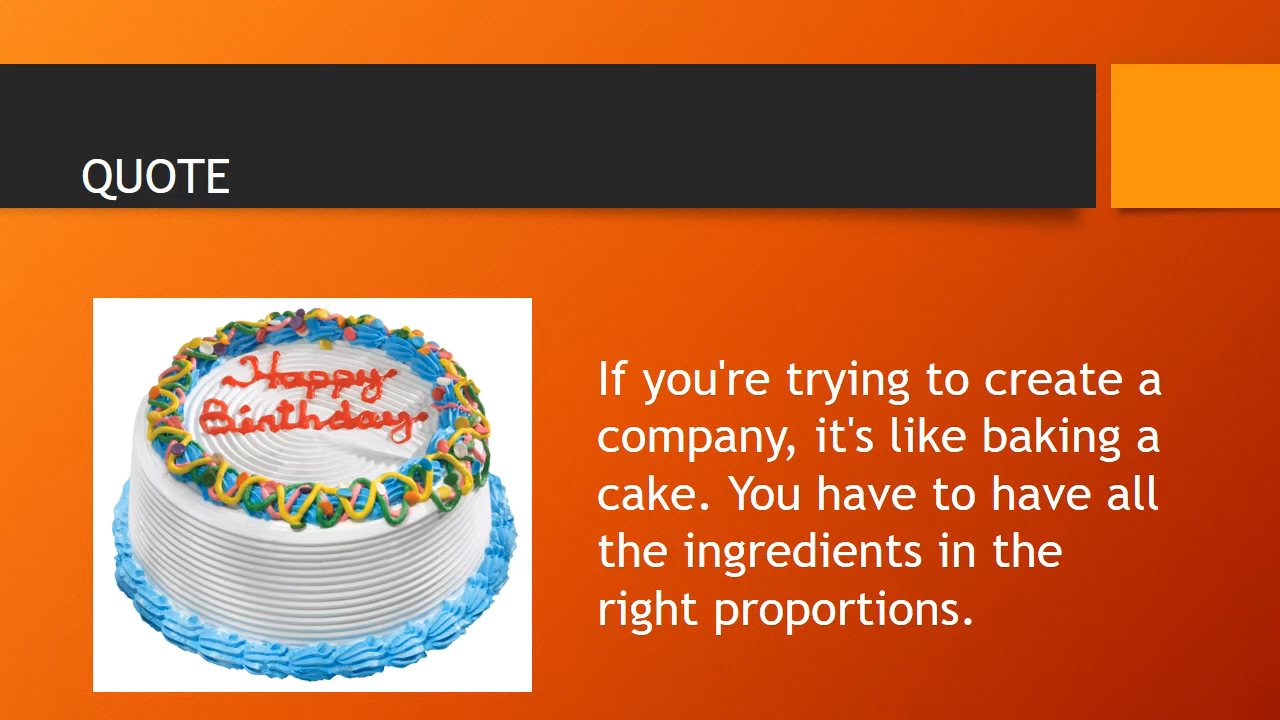 QUOTE
Happy
Birthday
If you're trying to create a
company, it's like baking a
cake. You have to have all
the ingredients in the
right proportions.